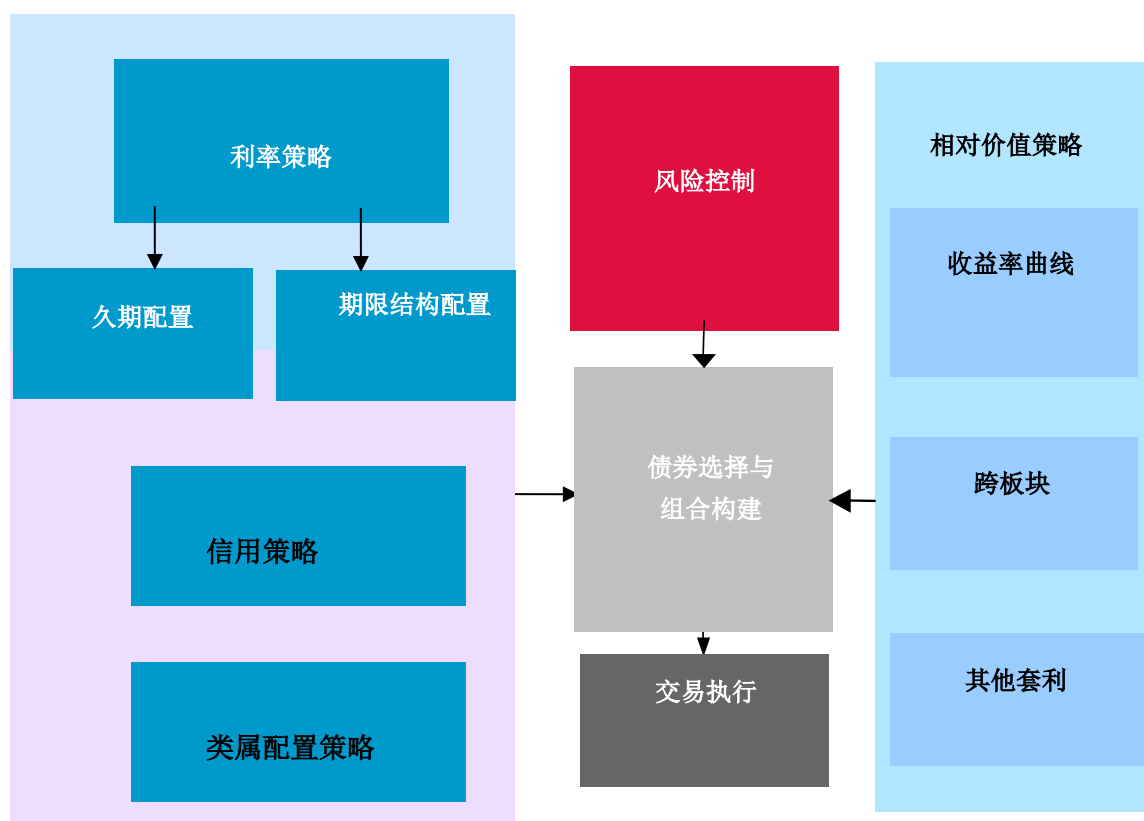 利率策略
久期配置
期限结构配置
信用策略
类属配置策略
风险控制
债券选择与
组合构建
交易执行
相对价值策略
收益率曲线
跨板块
其他套利